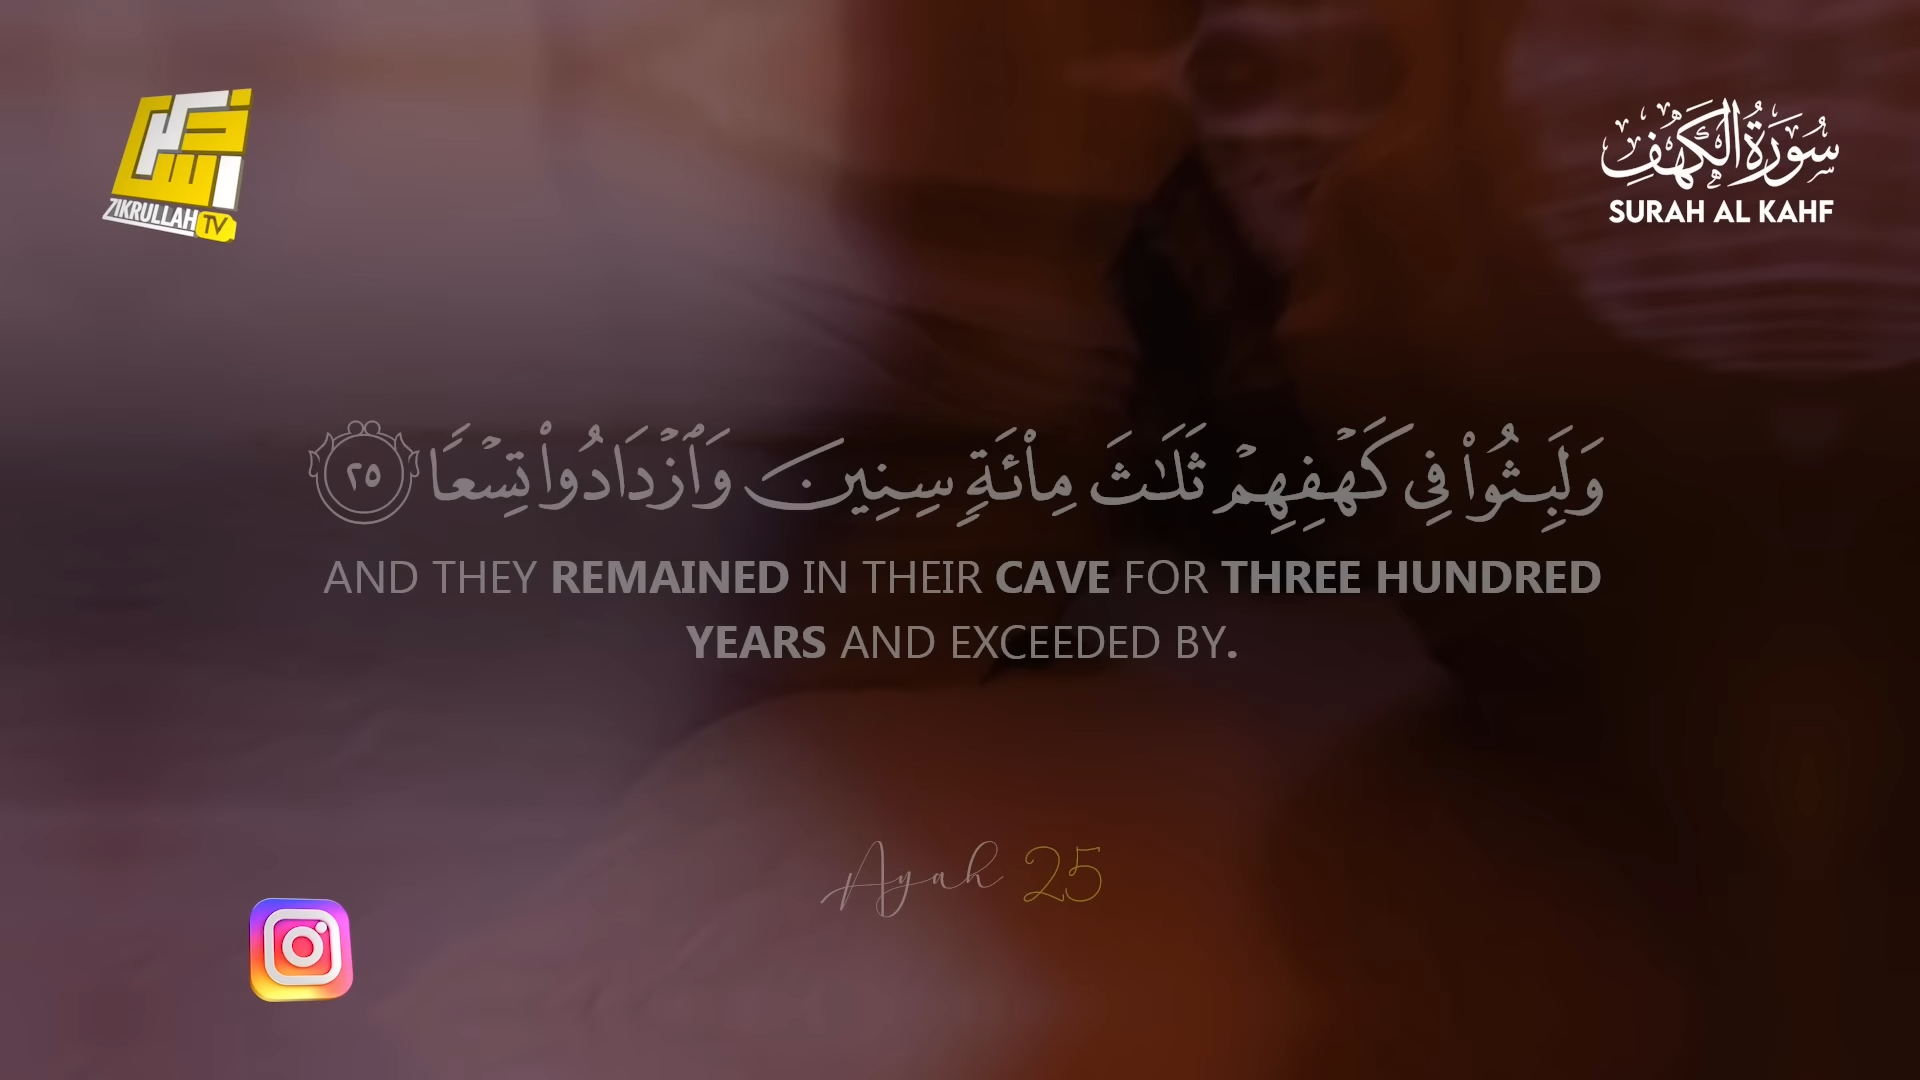 ZIKRULLAH TV
سُورَةُ الْكَهْفِ
SURAH AL KAHF
وَلَبِثُوا۟ فِى كَهْفِهِمْ ثَلَٰثَ مِا۟ئَةٍ سِنِينَ وَٱزْدَادُوا۟ تِسْعًا ٢٥
AND THEY REMAINED IN THEIR CAVE FOR THREE HUNDRED
YEARS AND EXCEEDED BY.
Ayah 25